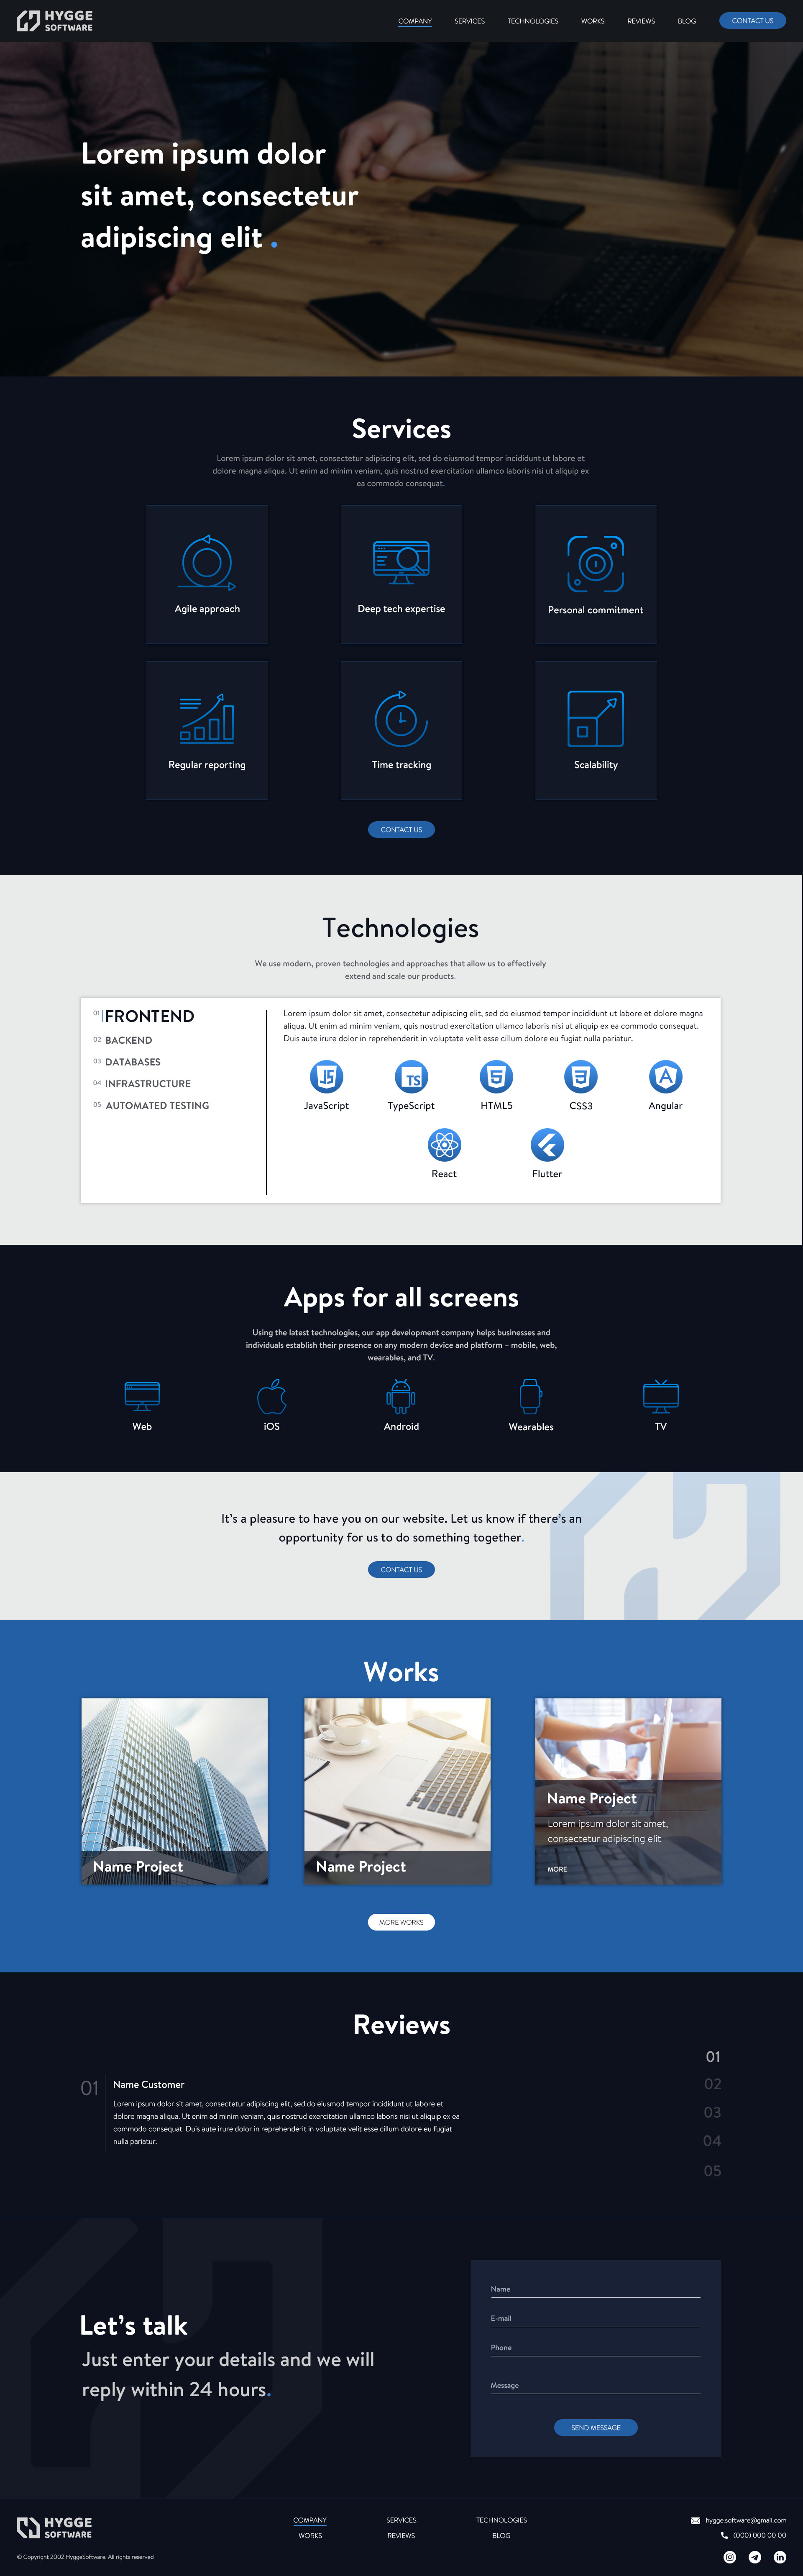 HYGGE
SOFTWARE
COMPANY SERVICES TECHNOLOGIES WORKS REVIEWS BLOG CONTACT US
Lorem ipsum dolor
sit amet, consectetur
adipiscing elit .
Services
Lorem ipsum dolor sit amet, consectetur adipiscing elit, sed do eiusmod tempor incididunt ut labore et
dolore magna aliqua. Ut enim ad minim veniam, quis nostrud exercitation ullamco laboris nisi ut aliquip ex
ea commodo consequat.
Agile approach Deep tech expertise Personal commitment
Regular reporting Time tracking Scalability
CONTACT US
Technologies
We use modern, proven technologies and approaches that allow us to effectively
extend and scale our products.
01 FRONTEND
02 BACKEND
03 DATABASES
04 INFRASTRUCTURE
05 AUTOMATED TESTING
Lorem ipsum dolor sit amet, consectetur adipiscing elit, sed do eiusmod tempor incididunt ut labore et dolore magna
aliqua. Ut enim ad minim veniam, quis nostrud exercitation ullamco laboris nisi ut aliquip ex ea commodo consequat.
Duis aute irure dolor in reprehenderit in voluptate velit esse cillum dolore eu fugiat nulla pariatur.
JS TS 5 3 A
JavaScript TypeScript HTML5 CSS3 Angular
React Flutter
Apps for all screens
Using the latest technologies, our app development company helps businesses and
individuals establish their presence on any modern device and platform – mobile, web,
wearables, and TV.
Web iOS Android Wearables TV
It's a pleasure to have you on our website. Let us know if there's an
opportunity for us to do something together.
CONTACT US
Works
Name Project
Name Project
Name Project
Lorem ipsum dolor sit amet,
consectetur adipiscing elit
MORE
MORE WORKS
Reviews
01
Name Customer
Lorem ipsum dolor sit amet, consectetur adipiscing elit, sed do eiusmod tempor incididunt ut labore et
dolore magna aliqua. Ut enim ad minim veniam, quis nostrud exercitation ullamco laboris nisi ut aliquip ex ea
commodo consequat. Duis aute irure dolor in reprehenderit in voluptate velit esse cillum dolore eu fugiat
nulla pariatur.
01
02
03
04
05
Let's talk
Just enter your details and we will
reply within 24 hours.
Name
E-mail
Phone
Message
SEND MESSAGE
HYGGE
SOFTWARE
COMPANY SERVICES TECHNOLOGIES
WORKS REVIEWS BLOG
hygge.software@gmail.com
(000) 000 00 00
in
© Copyright 2002 HyggeSoftware. All rights reserved